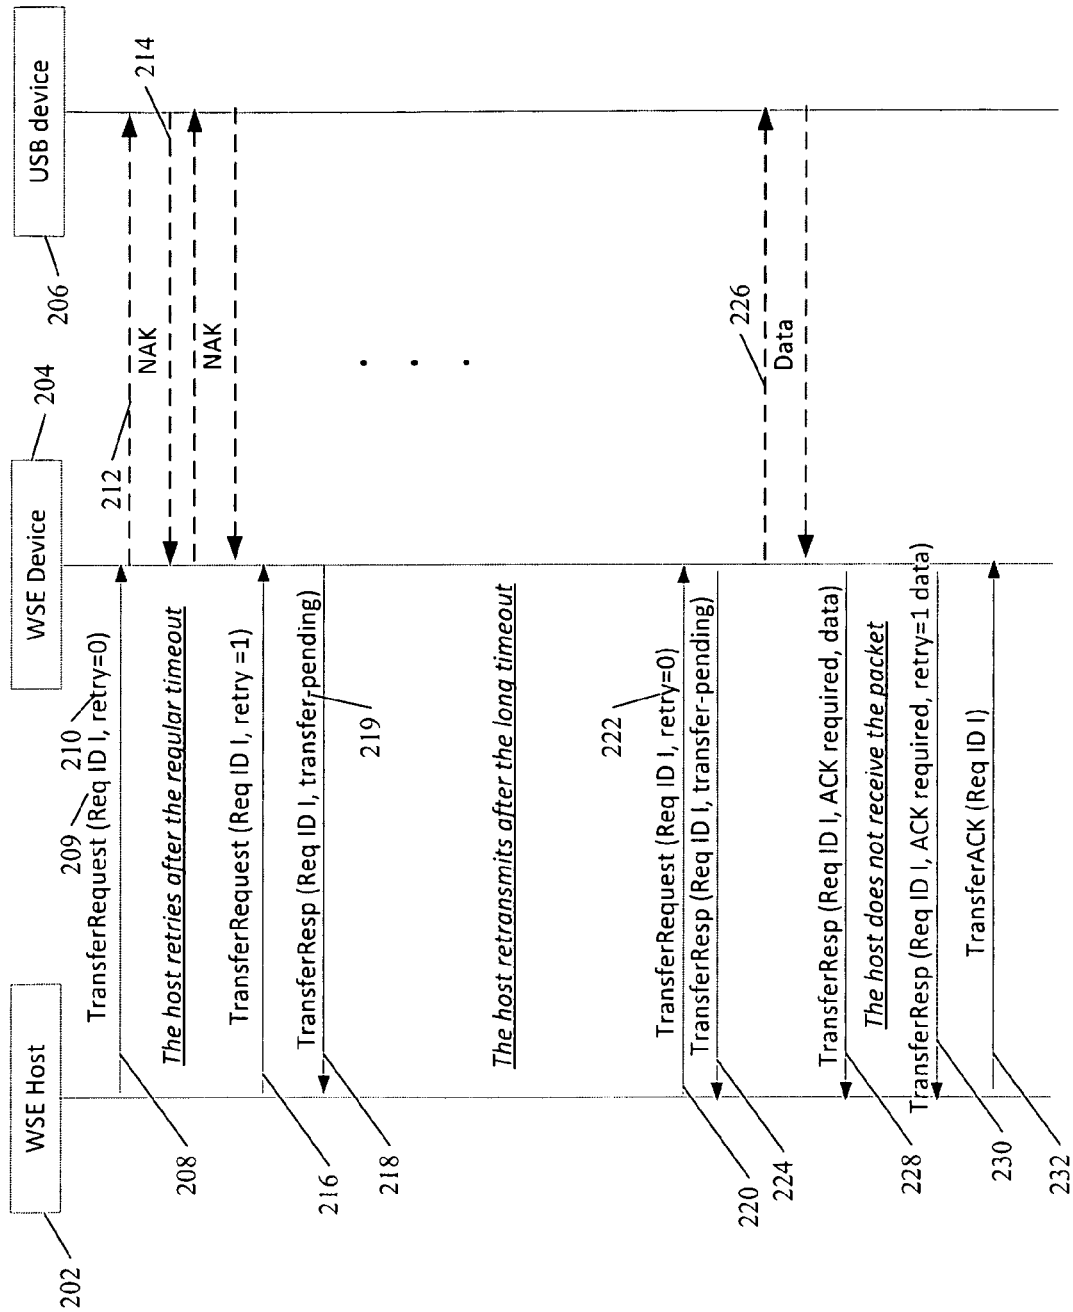 202
WSE Host
WSE Device
204
206
USB device
208
209
210
TransferRequest (Req ID I, retry=0)
212
NAK
214
The host retries after the regular timeout
NAK
216
TransferRequest (Req ID I, retry =1)
218
TransferResp (Req ID I, transfer-pending)
219
. . .
The host retransmits after the long timeout
220
222
TransferRequest (Req ID I, retry=0)
224
TransferResp (Req ID I, transfer-pending)
226
Data
228
TransferResp (Req ID I, ACK required, data)
The host does not receive the packet
230
TransferResp (Req ID I, ACK required, retry=1 data)
232
TransferACK (Req ID I)